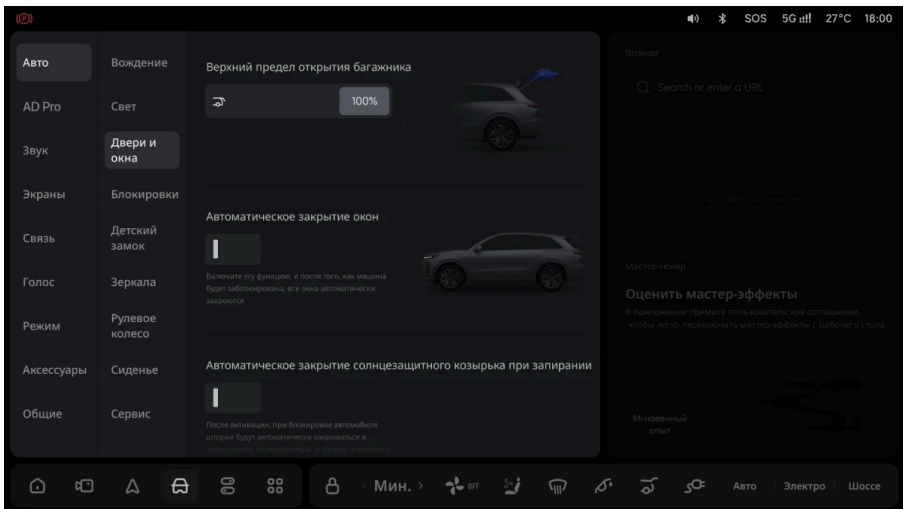 (P) SOS 5G 27°C 18:00
Авто
AD Pro
Звук
Экраны
Связь
Голос
Режим
Аксессуары
Общие
Вождение
Свет
Двери и
окна
Блокировки
Детский
замок
Зеркала
Рулевое
колесо
Сиденье
Сервис
Верхний предел открытия багажника
100%
Автоматическое закрытие окон
Включите эту функцию, и после того, как машина
будет заблокирована, все окна автоматически
закроются
Автоматическое закрытие солнцезащитного козырька при запирании
После активации, при блокировке автомобиля
шторки будут автоматически закрываться в
Browser
Search or enter a URL
Мастер-тюнер
Оценить мастер-эффекты
В приложении примите пользовательское соглашение,
чтобы легко переключать мастер-эффекты с рабочего стола.
Мгновенный
опыт
< Мин. > OFF Авто Электро Шоссе